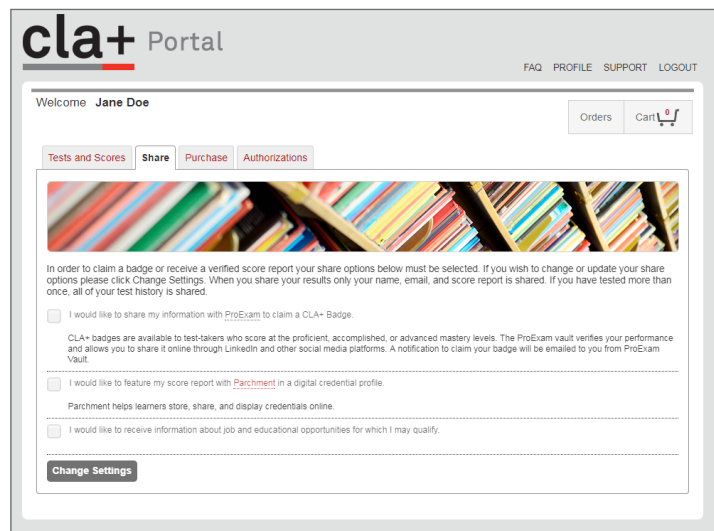 cla+ Portal
FAQ PROFILE SUPPORT LOGOUT
Welcome Jane Doe
Orders Cart 0
Tests and Scores Share Purchase Authorizations
In order to claim a badge or receive a verified score report your share options below must be selected. If you wish to change or update your share
options please click Change Settings. When you share your results only your name, email, and score report is shared. If you have tested more than
once, all of your test history is shared.
I would like to share my information with ProExam to claim a CLA+ Badge.
CLA+ badges are available to test-takers who score at the proficient, accomplished, or advanced mastery levels. The ProExam vault verifies your performance
and allows you to share it online through LinkedIn and other social media platforms. A notification to claim your badge will be emailed to you from ProExam
Vault.
I would like to feature my score report with Parchment in a digital credential profile.
Parchment helps learners store, share, and display credentials online.
I would like to receive information about job and educational opportunities for which I may qualify.
Change Settings